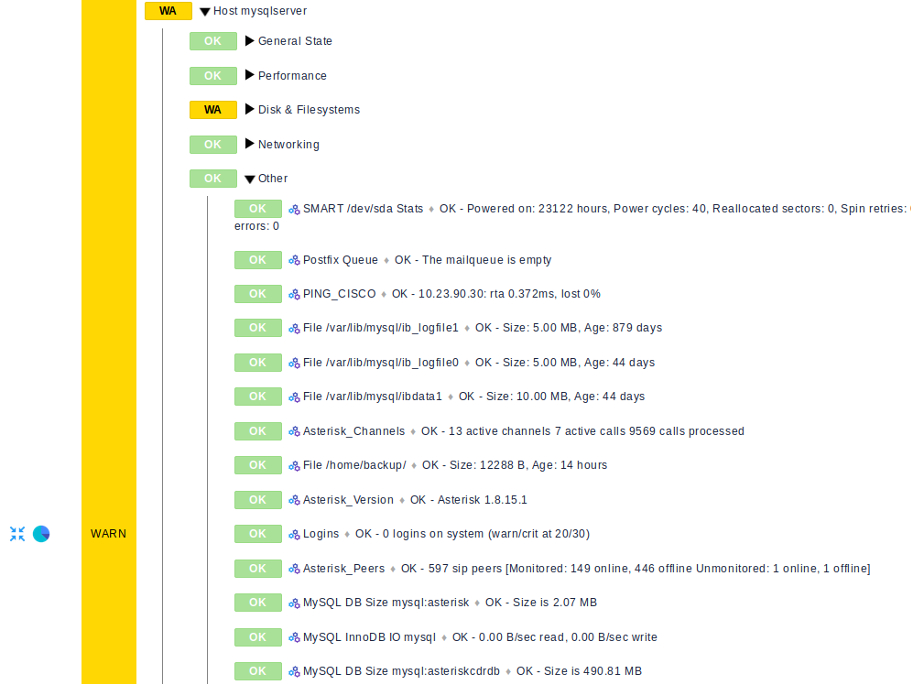 WA Host mysqlserver
OK General State
OK Performance
WA Disk & Filesystems
OK Networking
OK Other
OK SMART /dev/sda Stats ♦ OK - Powered on: 23122 hours, Power cycles: 40, Reallocated sectors: 0, Spin retries:
errors: 0
OK Postfix Queue ♦ OK - The mailqueue is empty
OK PING_CISCO ♦ OK - 10.23.90.30: rta 0.372ms, lost 0%
OK File /var/lib/mysql/ib_logfile1 ♦ OK - Size: 5.00 MB, Age: 879 days
OK File /var/lib/mysql/ib_logfile0 ♦ OK - Size: 5.00 MB, Age: 44 days
OK File /var/lib/mysql/ibdata1 ♦ OK - Size: 10.00 MB, Age: 44 days
OK Asterisk_Channels ♦ OK - 13 active channels 7 active calls 9569 calls processed
OK File /home/backup/ ♦ OK - Size: 12288 B, Age: 14 hours
OK Asterisk_Version ♦ OK - Asterisk 1.8.15.1
WARN OK Logins ♦ OK - 0 logins on system (warn/crit at 20/30)
OK Asterisk_Peers ♦ OK - 597 sip peers [Monitored: 149 online, 446 offline Unmonitored: 1 online, 1 offline]
OK MySQL DB Size mysql:asterisk ♦ OK - Size is 2.07 MB
OK MySQL InnoDB IO mysql ♦ OK - 0.00 B/sec read, 0.00 B/sec write
OK MySQL DB Size mysql:asteriskcdrdb ♦ OK - Size is 490.81 MB